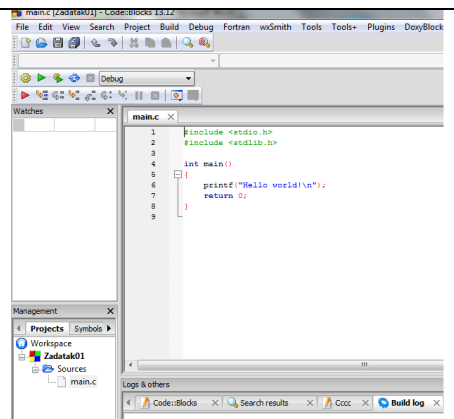 main.c [Zadatak01] - Code::Blocks 13.12
File Edit View Search Project Build Debug Fortran wxSmith Tools Tools+ Plugins DoxyBlock
Debug
Watches
main.c
1 #include <stdio.h>
2 #include <stdlib.h>
3
4 int main()
5 {
6 printf("Hello world!\n");
7 return 0;
8 }
9
Management
Projects Symbols
Workspace
Zadatak01
Sources
main.c
Logs & others
Code::Blocks Search results Cccc Build log